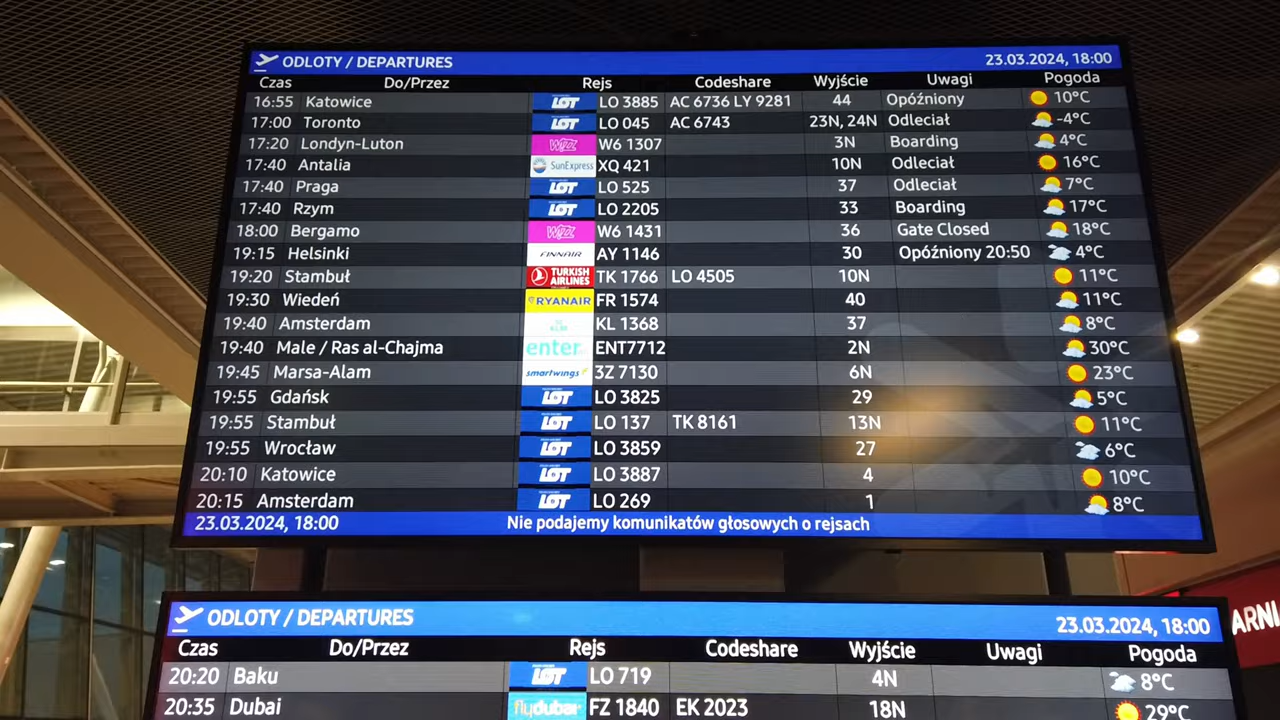 ODLOTY / DEPARTURES 23.03.2024, 18:00
Czas Do/Przez Rejs Codeshare Wyjście Uwagi Pogoda
16:55 Katowice LOT LO 3885 AC 6736 LY 9281 44 Opóźniony 10°C
17:00 Toronto LOT LO 045 AC 6743 23N, 24N Odleciał -4°C
17:20 Londyn-Luton Wizz W6 1307 3N Boarding 4°C
17:40 Antalia SunExpress XQ 421 10N Odleciał 16°C
17:40 Praga LOT LO 525 37 Odleciał 7°C
17:40 Rzym LOT LO 2205 33 Boarding 17°C
18:00 Bergamo Wizz W6 1431 36 Gate Closed 18°C
19:15 Helsinki FINNAIR AY 1146 30 Opóźniony 20:50 4°C
19:20 Stambuł TURKISH AIRLINES TK 1766 LO 4505 10N 11°C
19:30 Wiedeń RYANAIR FR 1574 40 11°C
19:40 Amsterdam KL 1368 37 8°C
19:40 Male / Ras al-Chajma enter ENT7712 2N 30°C
19:45 Marsa-Alam smartwings 3Z 7130 6N 23°C
19:55 Gdańsk LOT LO 3825 29 5°C
19:55 Stambuł LOT LO 137 TK 8161 13N 11°C
19:55 Wrocław LOT LO 3859 27 6°C
20:10 Katowice LOT LO 3887 4 10°C
20:15 Amsterdam LOT LO 269 1 8°C
23.03.2024, 18:00 Nie podajemy komunikatów głosowych o rejsach
ODLOTY / DEPARTURES 23.03.2024, 18:00
Czas Do/Przez Rejs Codeshare Wyjście Uwagi Pogoda
20:20 Baku LOT LO 719 4N 8°C
20:35 Dubai flydubai FZ 1840 EK 2023 18N 29°C
ARNI